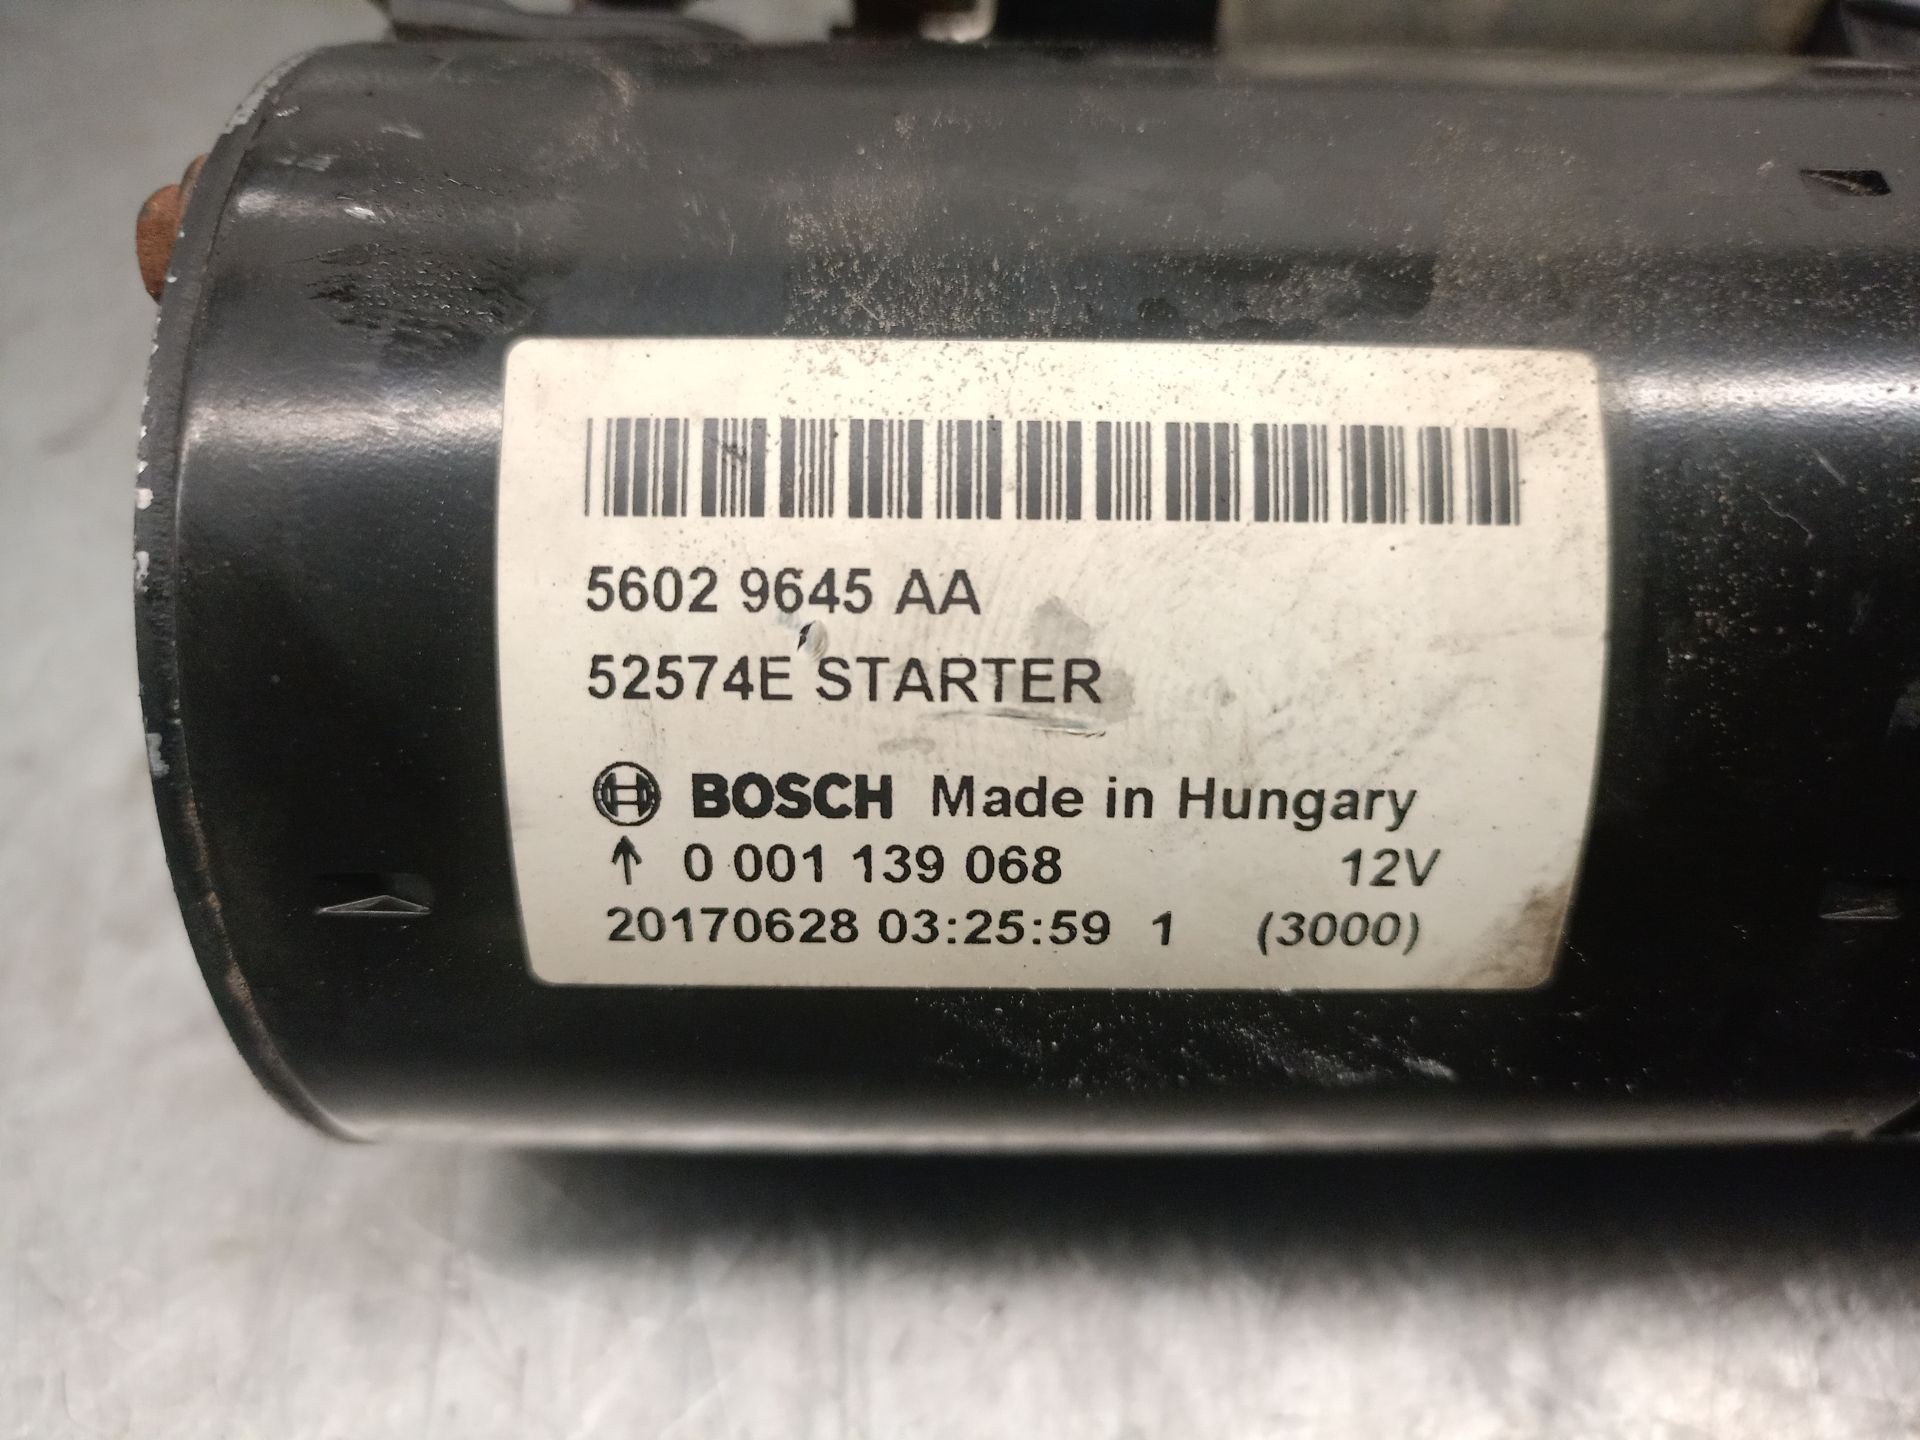 5602 9645 AA
52574E STARTER
BOSCH Made in Hungary
↑ 0 001 139 068 12V
20170628 03:25:59 1 (3000)